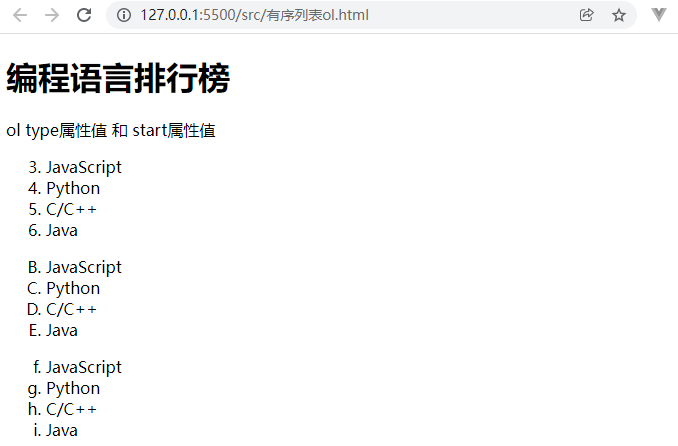 127.0.0.1:5500/src/有序列表ol.html
编程语言排行榜
ol type属性值 和 start属性值
3. JavaScript
4. Python
5. C/C++
6. Java
B. JavaScript
C. Python
D. C/C++
E. Java
f. JavaScript
g. Python
h. C/C++
i. Java